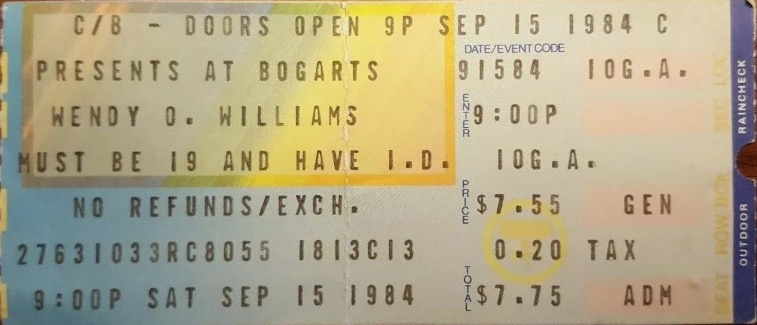 C/B - DOORS OPEN 9P SEP 15 1984 C
DATE/EVENT CODE
PRESENTS AT BOGARTS 91584 10G.A.
WENDY O. WILLIAMS ENTER 9:00P
MUST BE 19 AND HAVE I.D. 10G.A.
NO REFUNDS/EXCH. PRICE $7.55 GEN
27631033RC8055 1813C13 0.20 TAX
9:00P SAT SEP 15 1984 TOTAL $7.75 ADM
SEAT ROW/BOX SEC LOC
OUTDOOR RAINCHECK